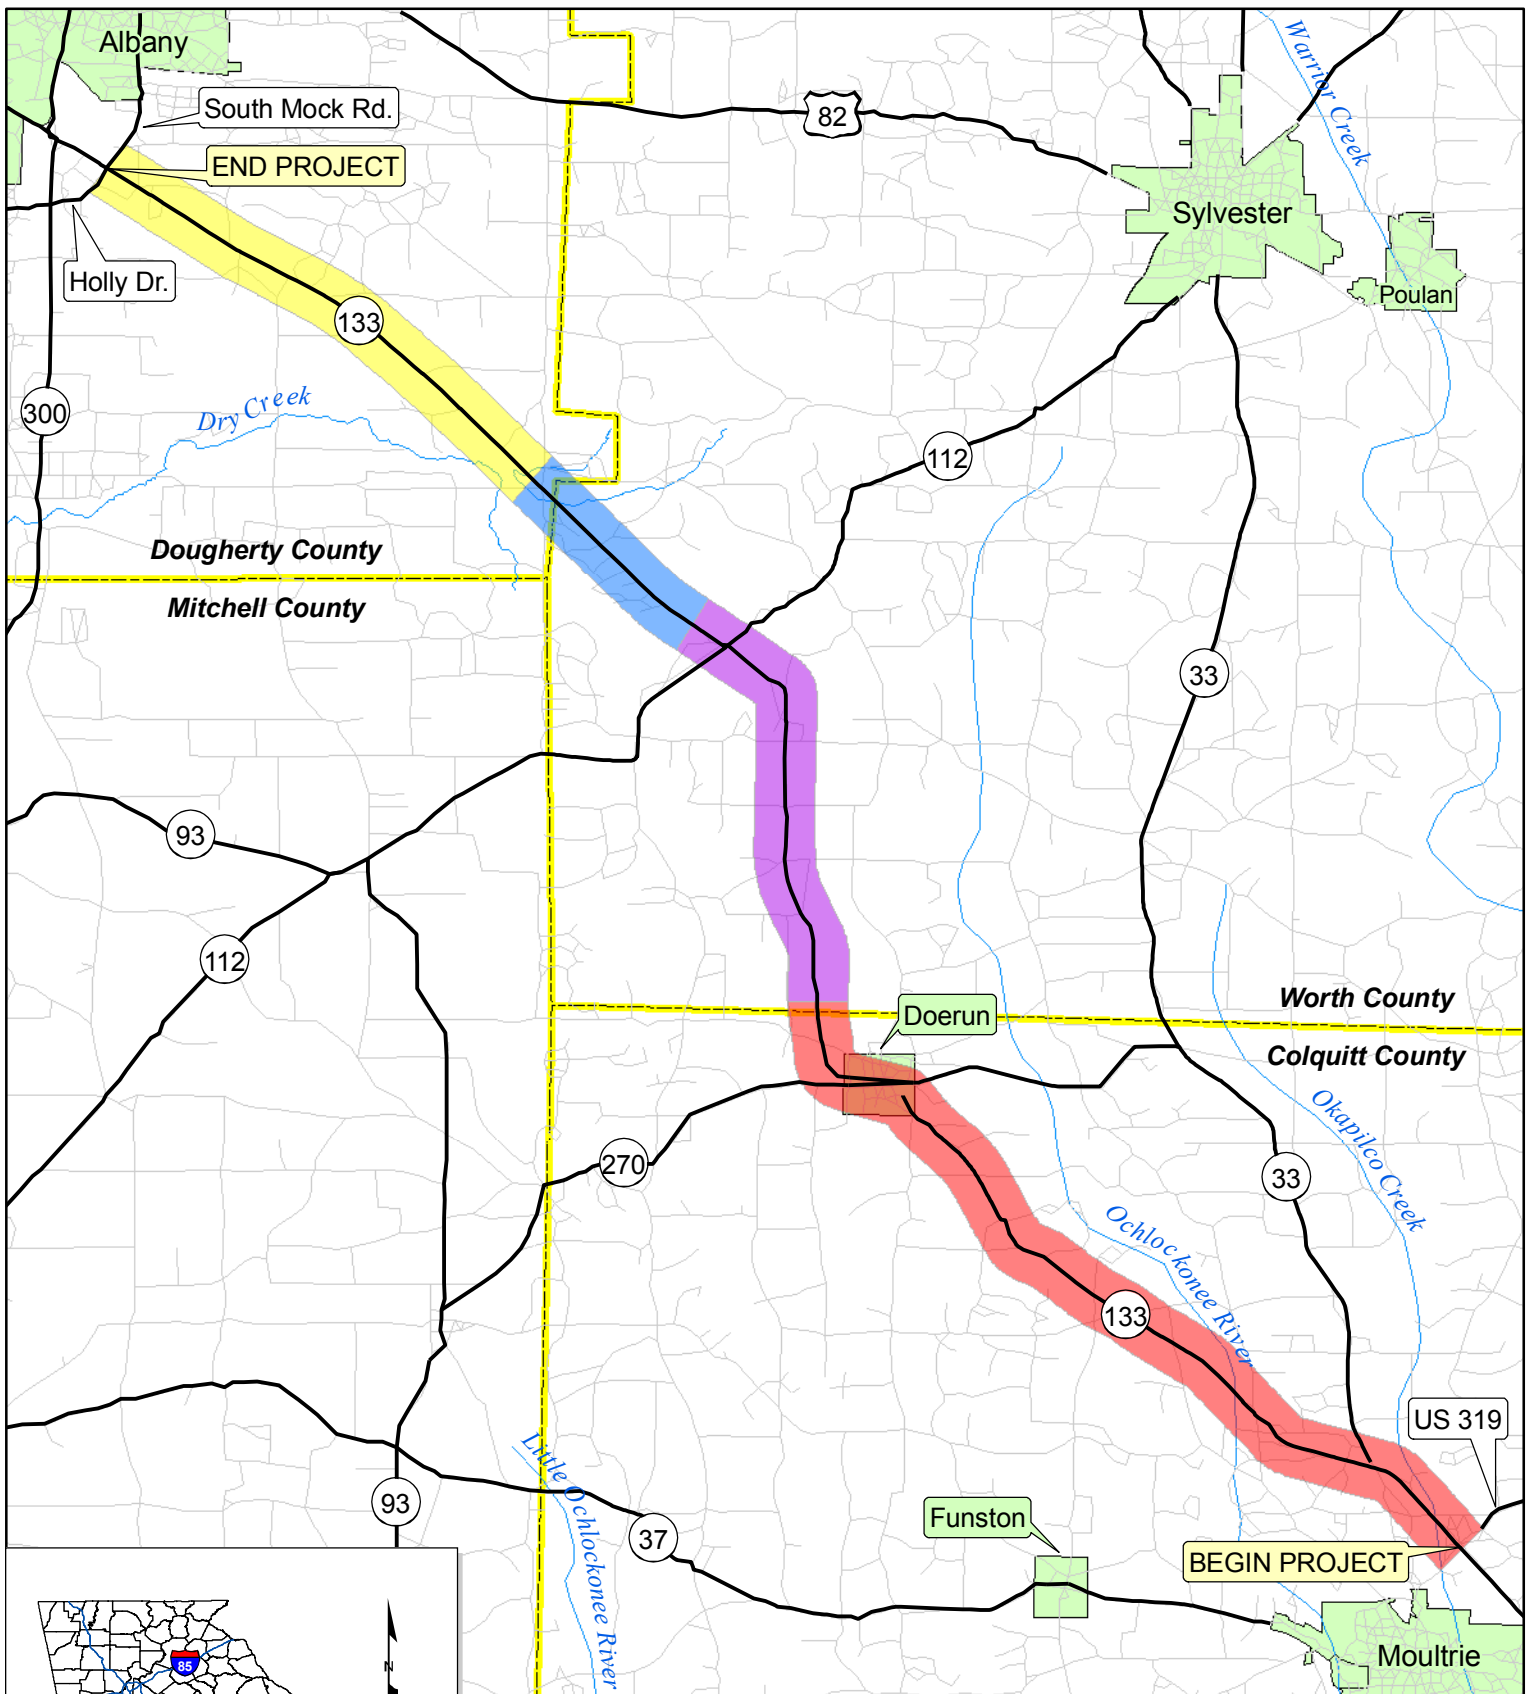 Albany
South Mock Rd.
END PROJECT
Holly Dr.
82
Warrior Creek
Sylvester
Poulan
133
300
Dry Creek
112
Dougherty County
Mitchell County
33
93
112
Doerun
Worth County
Colquitt County
270
33
Okapilco Creek
Ochlockonee River
133
US 319
Little Ochlockonee River
93
37
Funston
BEGIN PROJECT
Moultrie
85
N